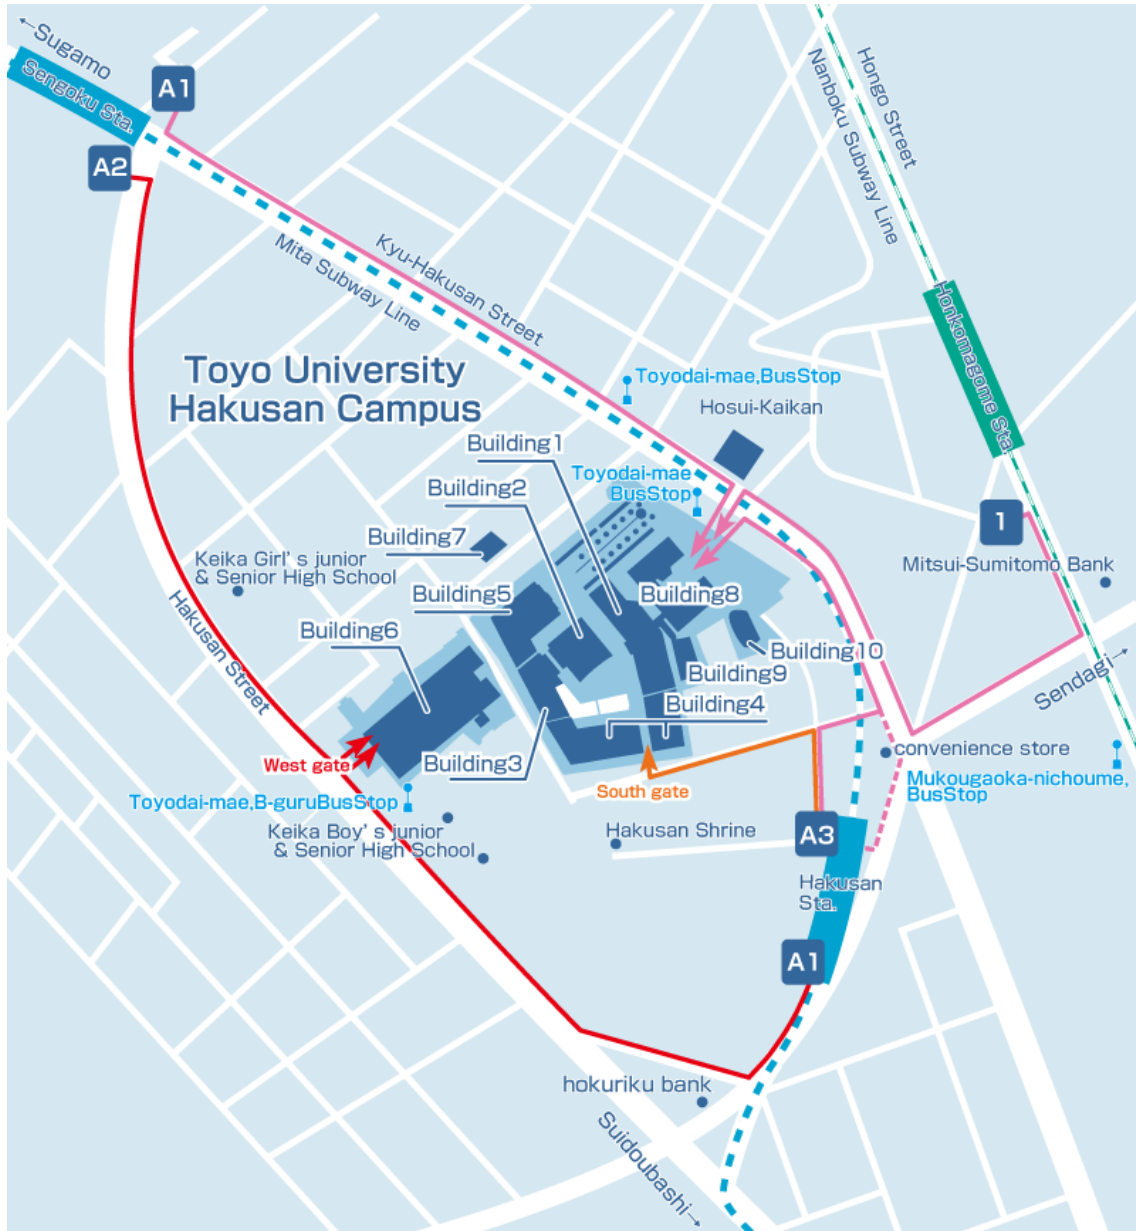 ←Sugamo
Sengoku Sta.
A1
A2
Hongo Street
Nanboku Subway Line
Kyu-Hakusan Street
Mita Subway Line
Honkomagome Sta.
Toyo University
Hakusan Campus
Toyodai-mae,BusStop
Hosui-Kaikan
Building1
Toyodai-mae
BusStop
Building2
Building7
1
Keika Girl's junior
& Senior High School
Mitsui-Sumitomo Bank
Building5
Building8
Hakusan Street
Building6
Building10
Building9
Sendagi→
Building4
West gate
Building3
convenience store
South gate
Mukougaoka-nichoume,
BusStop
Toyodai-mae,B-guruBusStop
Keika Boy's junior
& Senior High School
Hakusan Shrine
A3
Hakusan
Sta.
A1
hokuriku bank
Suidoubashi→